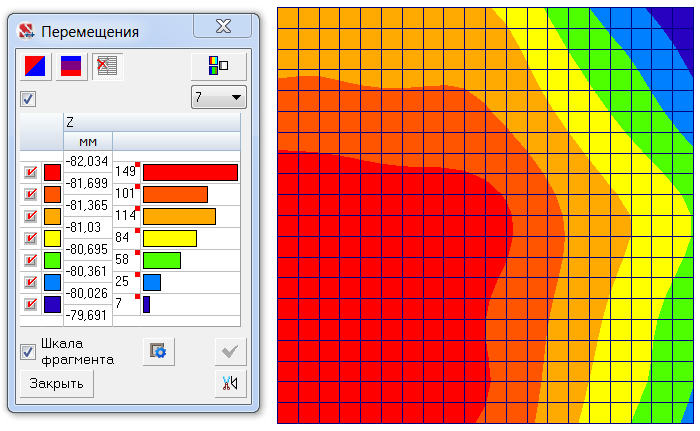 Перемещения
7
Z
мм
-82,034
149
-81,699
101
-81,365
114
-81,03
84
-80,695
58
-80,361
25
-80,026
7
-79,691
Шкала
фрагмента
Закрыть